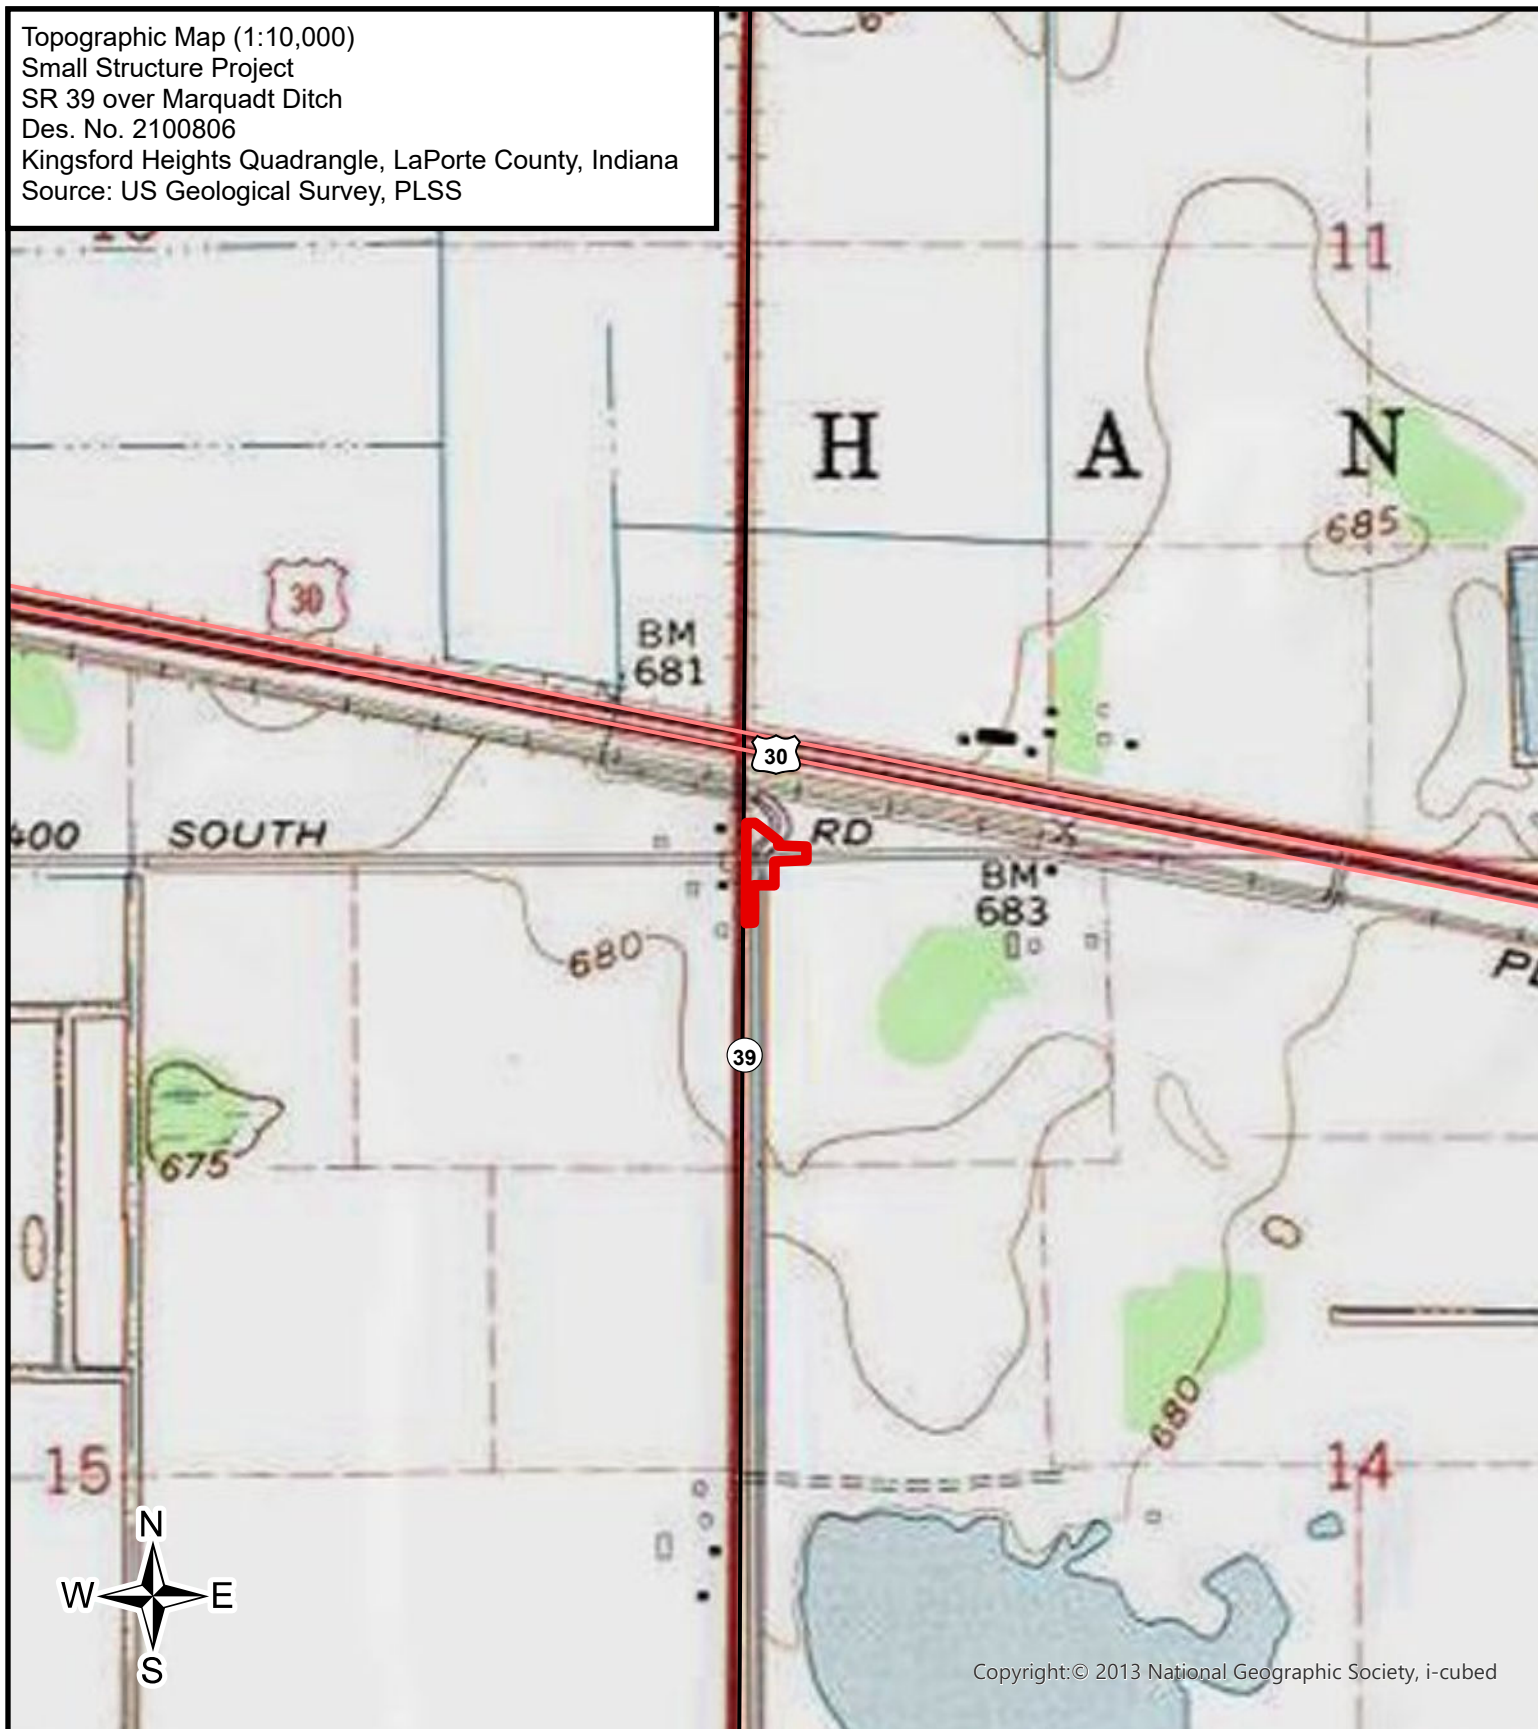 Topographic Map (1:10,000)
Small Structure Project
SR 39 over Marquadt Ditch
Des. No. 2100806
Kingsford Heights Quadrangle, LaPorte County, Indiana
Source: US Geological Survey, PLSS
11
H A N
685
30
BM
681
30
400 SOUTH RD
BM
683
680
39
675
680
15
14
N
W E
S
Copyright:© 2013 National Geographic Society, i-cubed